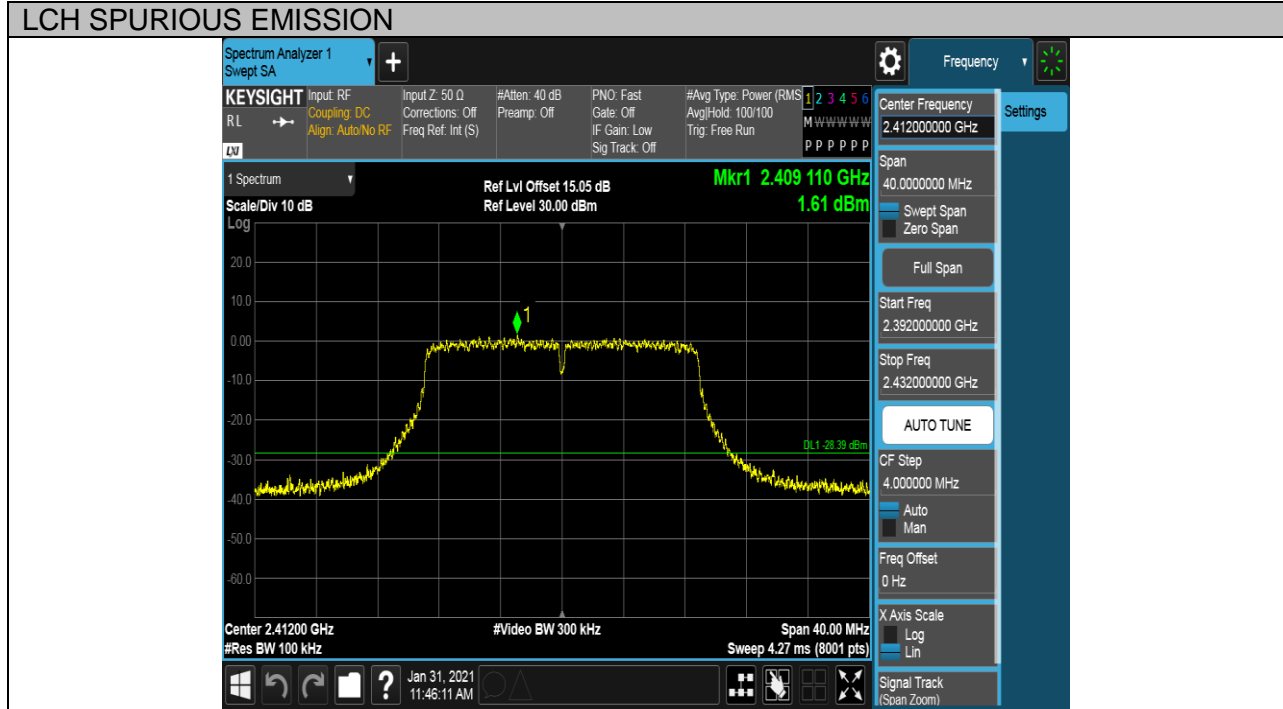 LCH SPURIOUS EMISSION
Spectrum Analyzer 1
Swept SA
Frequency
KEYSIGHT
RL
LXI
Input: RF
Coupling: DC
Align: Auto/No RF
Input Z: 50 Ω
Corrections: Off
Freq Ref: Int (S)
#Atten: 40 dB
Preamp: Off
PNO: Fast
Gate: Off
IF Gain: Low
Sig Track: Off
#Avg Type: Power (RMS
Avg|Hold: 100/100
Trig: Free Run
1 2 3 4 5 6
M W W W W W
P P P P P P
1 Spectrum
Scale/Div 10 dB
Ref Lvl Offset 15.05 dB
Ref Level 30.00 dBm
Mkr1 2.409 110 GHz
1.61 dBm
Log
20.0
10.0
0.00
-10.0
-20.0
-30.0
-40.0
-50.0
-60.0
1
DL1 -28.39 dBm
Center 2.41200 GHz
#Res BW 100 kHz
#Video BW 300 kHz
Span 40.00 MHz
Sweep 4.27 ms (8001 pts)
Jan 31, 2021
11:46:11 AM
?
Center Frequency
2.412000000 GHz
Settings
Span
40.0000000 MHz
Swept Span
Zero Span
Full Span
Start Freq
2.392000000 GHz
Stop Freq
2.432000000 GHz
AUTO TUNE
CF Step
4.000000 MHz
Auto
Man
Freq Offset
0 Hz
X Axis Scale
Log
Lin
Signal Track
(Span Zoom)